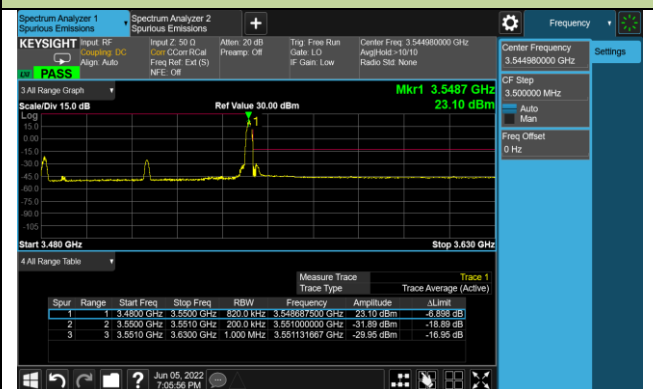 Spectrum Analyzer 1
Spurious Emissions
Spectrum Analyzer 2
Spurious Emissions
+
Frequency
KEYSIGHT
Input: RF
Coupling: DC
Align: Auto
Input Z: 50 Ω
Corr CCorr RCal
Freq Ref: Ext (S)
NFE: Off
Atten: 20 dB
Preamp: Off
Trig: Free Run
Gate: LO
IF Gain: Low
Center Freq: 3.544980000 GHz
Avg|Hold:>10/10
Radio Std: None
PASS
Center Frequency
3.544980000 GHz
Settings
CF Step
3.500000 MHz
Auto
Man
Freq Offset
0 Hz
3 All Range Graph
Mkr1 3.5487 GHz
Scale/Div 15.0 dB
Ref Value 30.00 dBm
23.10 dBm
Log
1
15.0
0.00
-15.0
-30.0
-45.0
-60.0
-75.0
-90.0
-105
Start 3.480 GHz
Stop 3.630 GHz
4 All Range Table
Measure Trace Trace 1
Trace Type Trace Average (Active)
Spur Range Start Freq Stop Freq RBW Frequency Amplitude ΔLimit
1 1 3.4800 GHz 3.5500 GHz 820.0 kHz 3.548687500 GHz 23.10 dBm -6.898 dB
2 2 3.5500 GHz 3.5510 GHz 200.0 kHz 3.551000000 GHz -31.89 dBm -18.89 dB
3 3 3.5510 GHz 3.6300 GHz 1.000 MHz 3.551131667 GHz -29.95 dBm -16.95 dB
?
Jun 05, 2022
7:05:56 PM